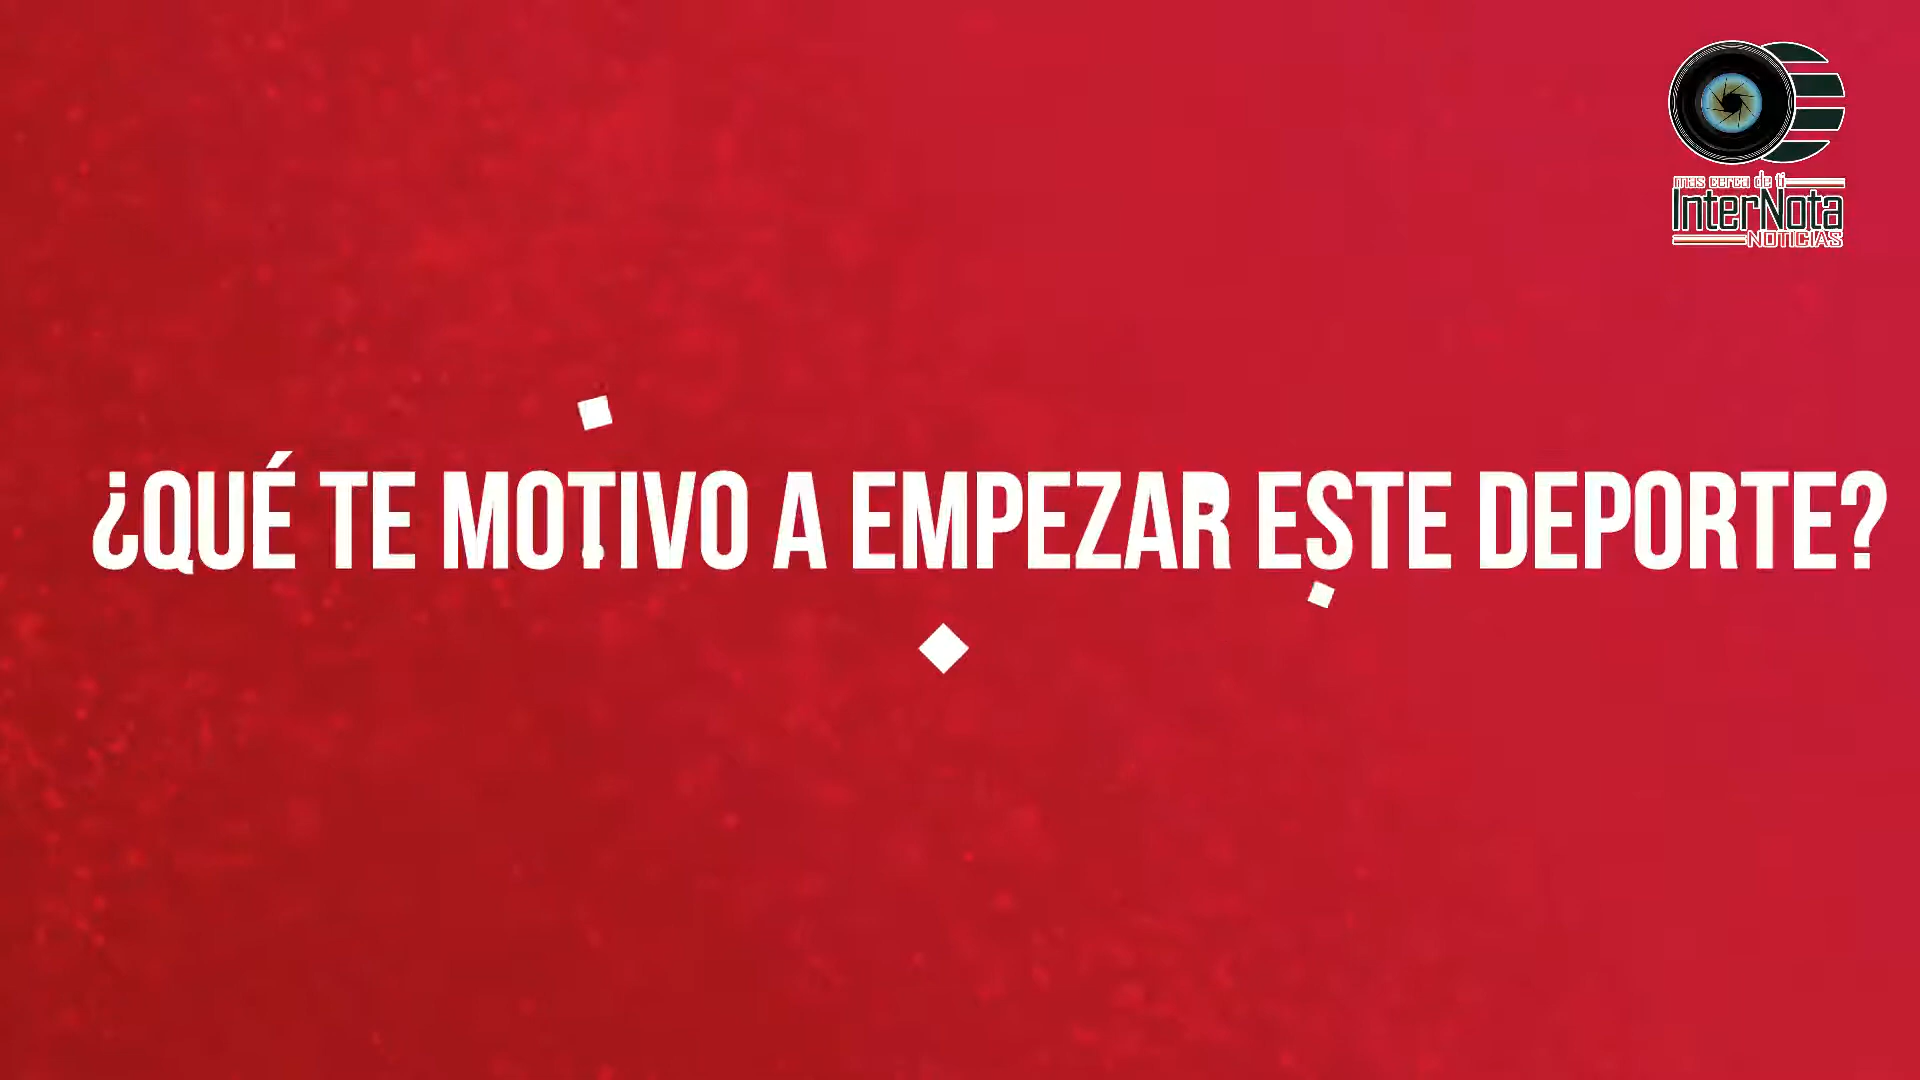 mas cerca de ti
InterNota
NOTICIAS
¿QUÉ TE MOTIVO A EMPEZAR ESTE DEPORTE?